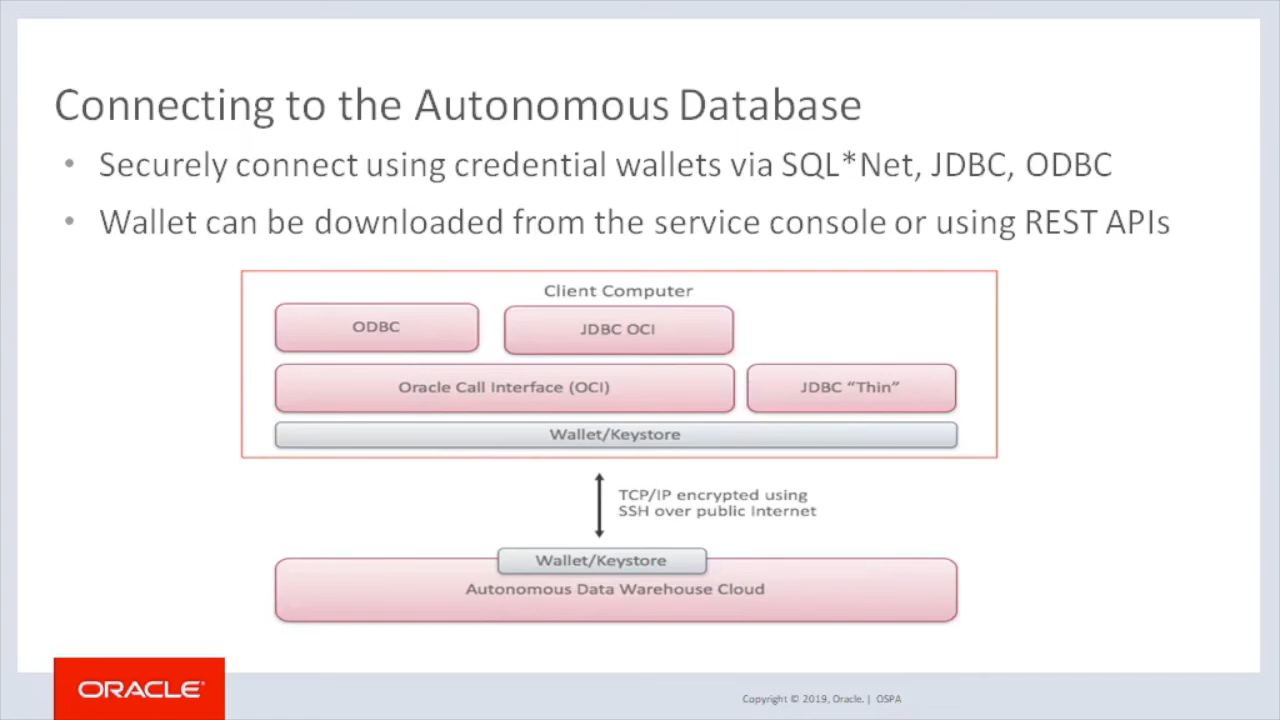 Connecting to the Autonomous Database
• Securely connect using credential wallets via SQL*Net, JDBC, ODBC
• Wallet can be downloaded from the service console or using REST APIs
Client Computer
ODBC
JDBC OCI
Oracle Call Interface (OCI)
JDBC “Thin”
Wallet/Keystore
TCP/IP encrypted using
SSH over public Internet
Wallet/Keystore
Autonomous Data Warehouse Cloud
ORACLE®
Copyright © 2019, Oracle. | OSPA